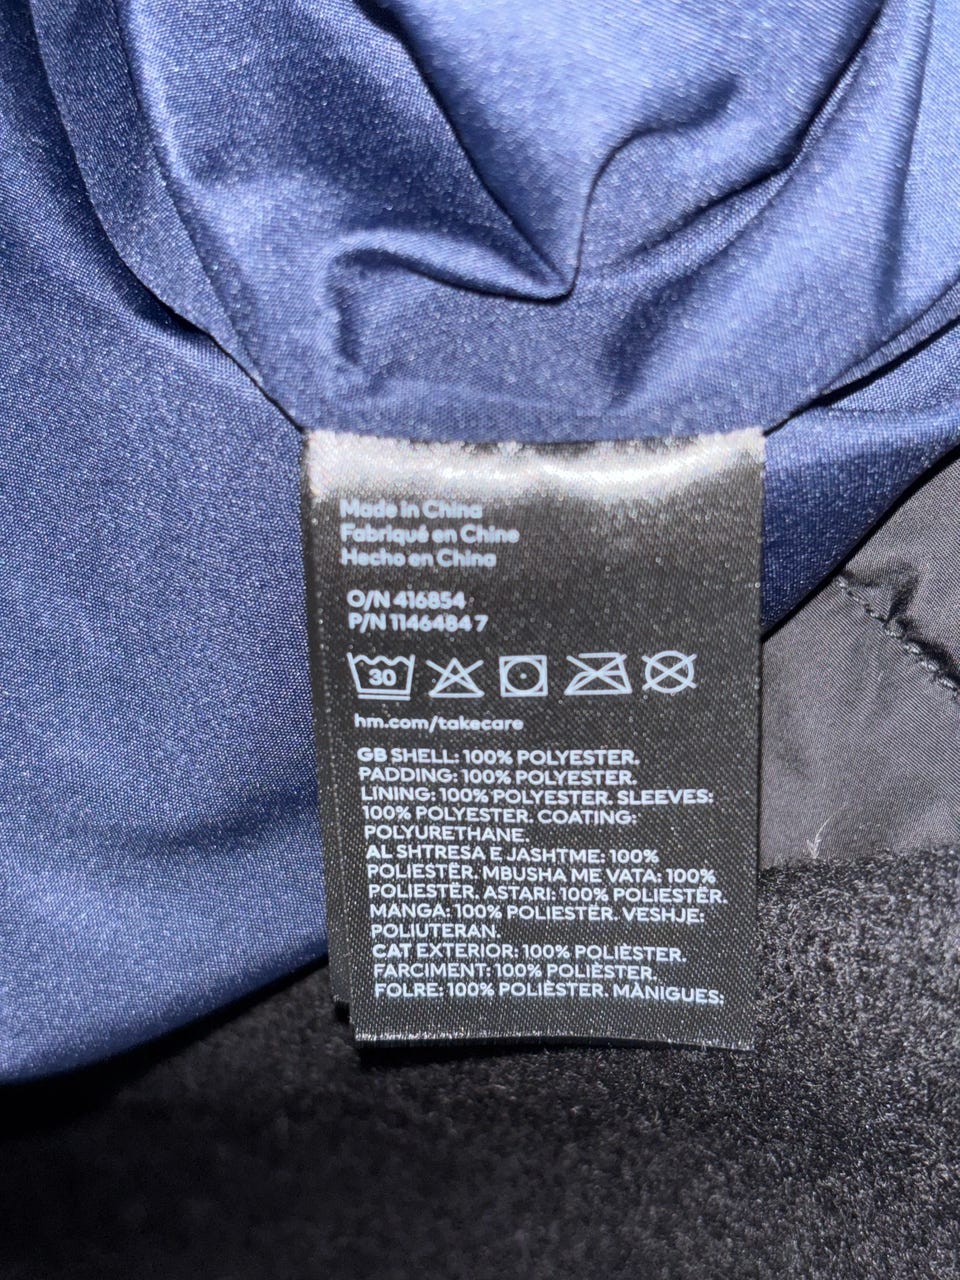 Made in China
Fabriqué en Chine
Hecho en China
O/N 416854
P/N 11464847
30
hm.com/takecare
GB SHELL: 100% POLYESTER.
PADDING: 100% POLYESTER.
LINING: 100% POLYESTER. SLEEVES:
100% POLYESTER. COATING:
POLYURETHANE.
AL SHTRESA E JASHTME: 100%
POLIESTËR. MBUSHA ME VATA: 100%
POLIESTËR. ASTARI: 100% POLIESTËR.
MANGA: 100% POLIESTËR. VESHJE:
POLIUTERAN.
CAT EXTERIOR: 100% POLIÈSTER.
FARCIMENT: 100% POLIÈSTER.
FOLRE: 100% POLIÈSTER. MÀNIGUES: